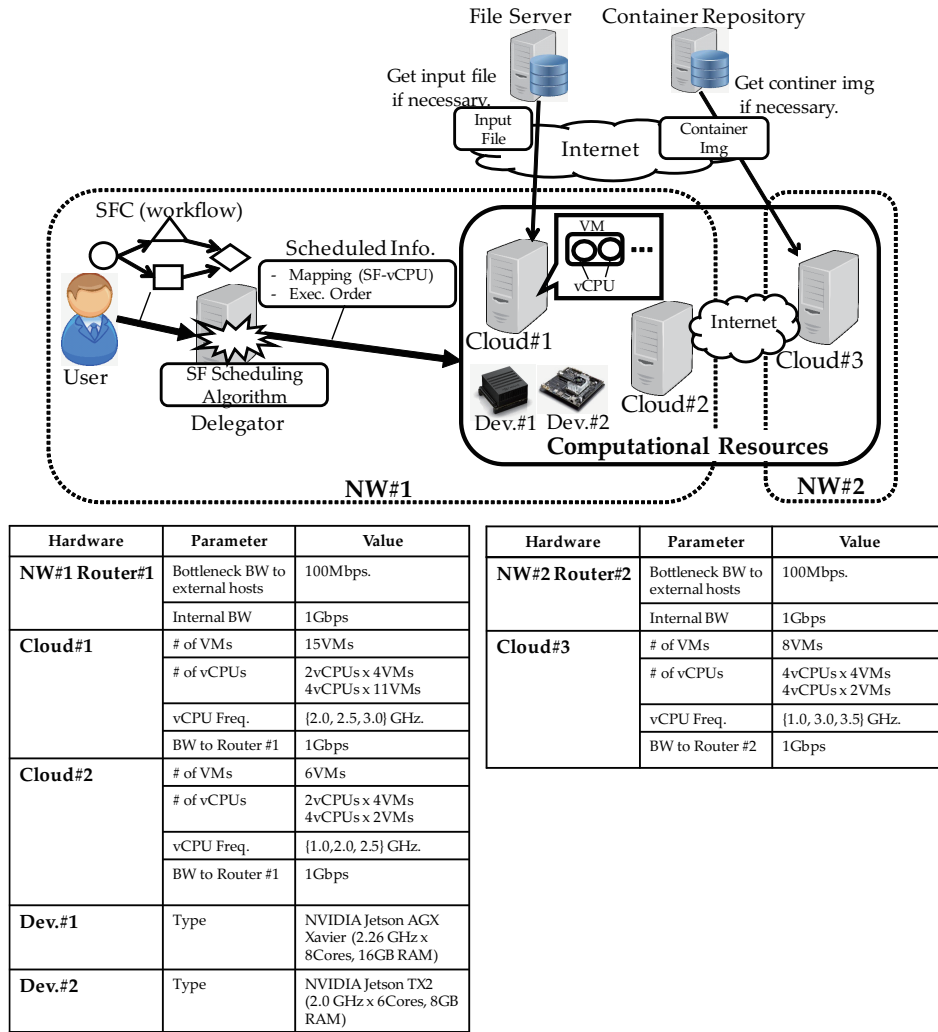 File Server
Container Repository
Get input file
if necessary.
Get continer img
if necessary.
Input
File
Internet
Container
Img
SFC (workflow)
Scheduled Info.
- Mapping (SF-vCPU)
- Exec. Order
VM
...
vCPU
Internet
Cloud#1
Cloud#2
Cloud#3
User
SF Scheduling
Algorithm
Delegator
Dev.#1
Dev.#2
Computational Resources
NW#1
NW#2
Hardware Parameter Value
NW#1 Router#1 Bottleneck BW to external hosts 100Mbps.
Internal BW 1Gbps
Cloud#1 # of VMs 15VMs
# of vCPUs 2vCPUs x 4VMs
4vCPUs x 11VMs
vCPU Freq. {2.0, 2.5, 3.0} GHz.
BW to Router #1 1Gbps
Cloud#2 # of VMs 6VMs
# of vCPUs 2vCPUs x 4VMs
4vCPUs x 2VMs
vCPU Freq. {1.0,2.0, 2.5} GHz.
BW to Router #1 1Gbps
Dev.#1 Type NVIDIA Jetson AGX
Xavier (2.26 GHz x
8Cores, 16GB RAM)
Dev.#2 Type NVIDIA Jetson TX2
(2.0 GHz x 6Cores, 8GB
RAM)
Hardware Parameter Value
NW#2 Router#2 Bottleneck BW to external hosts 100Mbps.
Internal BW 1Gbps
Cloud#3 # of VMs 8VMs
# of vCPUs 4vCPUs x 4VMs
4vCPUs x 2VMs
vCPU Freq. {1.0, 3.0, 3.5} GHz.
BW to Router #2 1Gbps